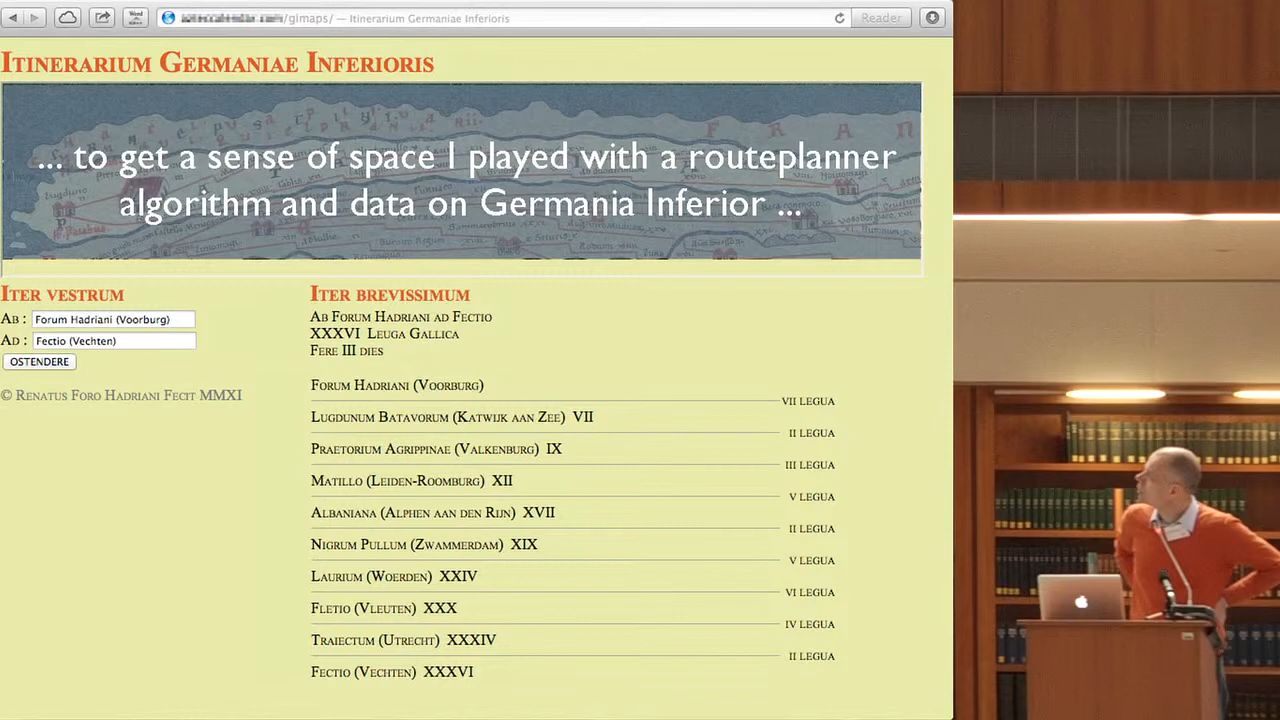 /glmaps/ — Itinerarium Germaniae Inferioris
Reader
Itinerarium Germaniae Inferioris
... to get a sense of space I played with a routeplanner
algorithm and data on Germania Inferior ...
Iter vestrum
Ab : Forum Hadriani (Voorburg)
Ad : Fectio (Vechten)
OSTENDERE
© Renatus Foro Hadriani Fecit MMXI
Iter brevissimum
Ab Forum Hadriani ad Fectio
XXXVI Leuga Gallica
Fere III dies
Forum Hadriani (Voorburg)
VII LEGUA
Lugdunum Batavorum (Katwijk aan Zee) VII
II LEGUA
Praetorium Agrippinae (Valkenburg) IX
III LEGUA
Matillo (Leiden-Roomburg) XII
V LEGUA
Albaniana (Alphen aan den Rijn) XVII
II LEGUA
Nigrum Pullum (Zwammerdam) XIX
V LEGUA
Laurium (Woerden) XXIV
VI LEGUA
Fletio (Vleuten) XXX
IV LEGUA
Traiectum (Utrecht) XXXIV
II LEGUA
Fectio (Vechten) XXXVI